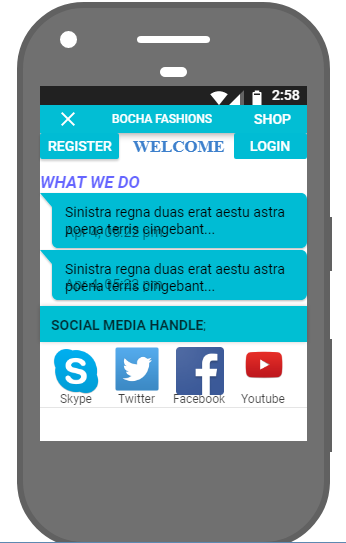 2:58
BOCHA FASHIONS SHOP
REGISTER WELCOME LOGIN
WHAT WE DO
Sinistra regna duas erat aestu astra
poena terris cingebant...
Apr 4, 05:22 pm
Sinistra regna duas erat aestu astra
poena terris cingebant...
Apr 4, 05:22 pm
SOCIAL MEDIA HANDLE;
Skype Twitter Facebook Youtube